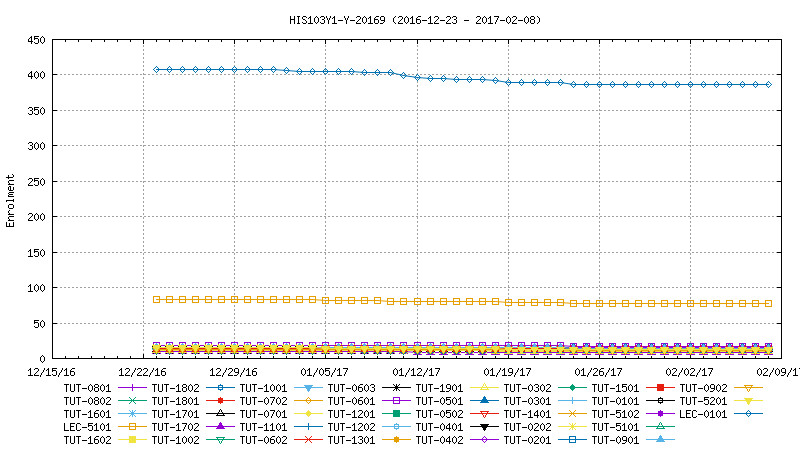 HIS103Y1-Y-20169 (2016-12-23 - 2017-02-08)
450
400
350
300
250
200
150
100
50
0
Enrolment
12/15/16 12/22/16 12/29/16 01/05/17 01/12/17 01/19/17 01/26/17 02/02/17 02/09/1
TUT-0801 TUT-1802 TUT-1001 TUT-0603 TUT-1901 TUT-0302 TUT-1501 TUT-0902
TUT-0802 TUT-1801 TUT-0702 TUT-0601 TUT-0501 TUT-0301 TUT-0101 TUT-5201
TUT-1601 TUT-1701 TUT-0701 TUT-1201 TUT-0502 TUT-1401 TUT-5102 LEC-0101
LEC-5101 TUT-1702 TUT-1101 TUT-1202 TUT-0401 TUT-0202 TUT-5101
TUT-1602 TUT-1002 TUT-0602 TUT-1301 TUT-0402 TUT-0201 TUT-0901